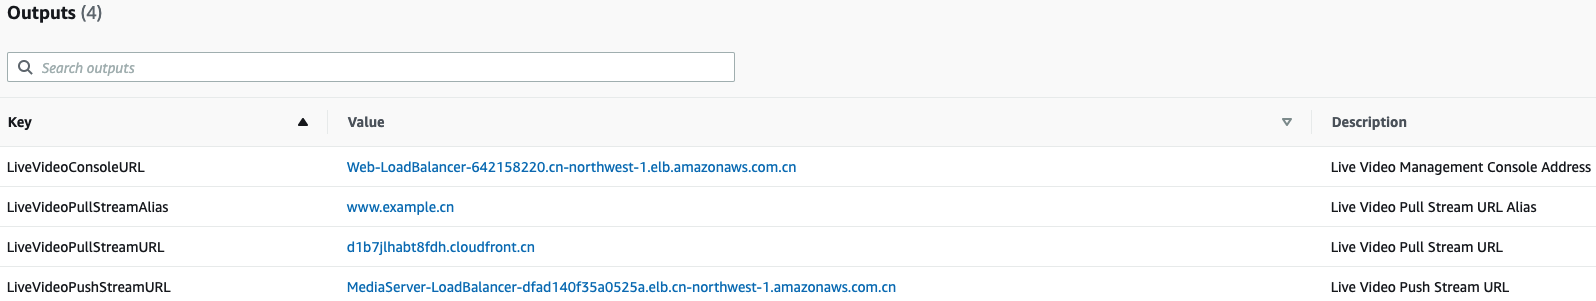 Outputs (4)
Search outputs
Key Value Description
LiveVideoConsoleURL Web-LoadBalancer-642158220.cn-northwest-1.elb.amazonaws.com.cn Live Video Management Console Address
LiveVideoPullStreamAlias www.example.cn Live Video Pull Stream URL Alias
LiveVideoPullStreamURL d1b7jlhabt8fdh.cloudfront.cn Live Video Pull Stream URL
LiveVideoPushStreamURL MediaServer-LoadBalancer-dfad140f35a0525a.elb.cn-northwest-1.amazonaws.com.cn Live Video Push Stream URL